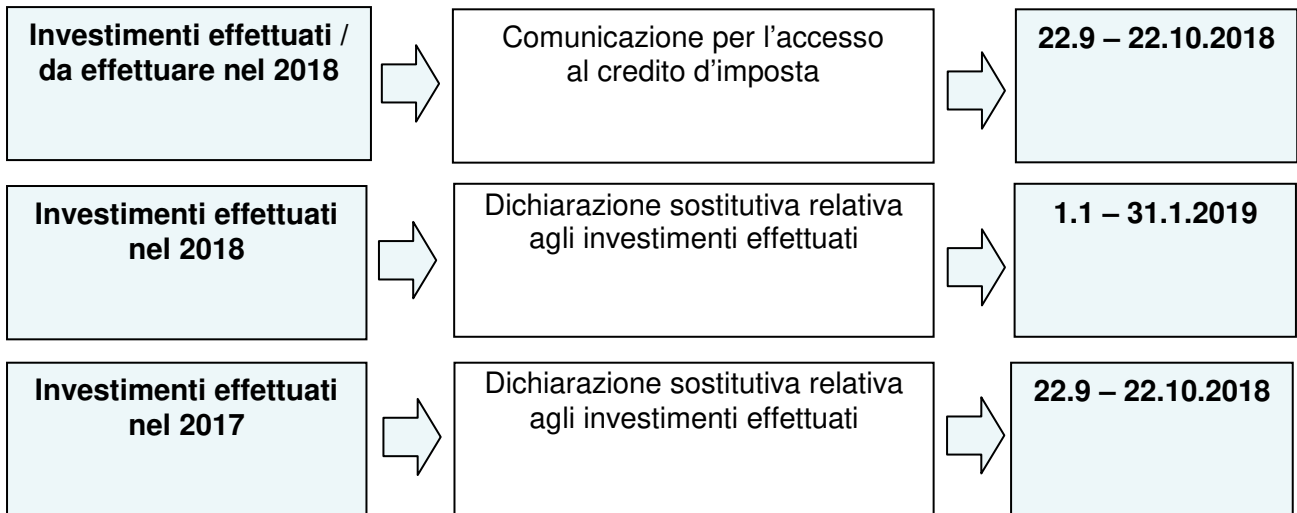 Investimenti effettuati /
da effettuare nel 2018
Comunicazione per l'accesso
al credito d'imposta
22.9 – 22.10.2018
Investimenti effettuati
nel 2018
Dichiarazione sostitutiva relativa
agli investimenti effettuati
1.1 – 31.1.2019
Investimenti effettuati
nel 2017
Dichiarazione sostitutiva relativa
agli investimenti effettuati
22.9 – 22.10.2018